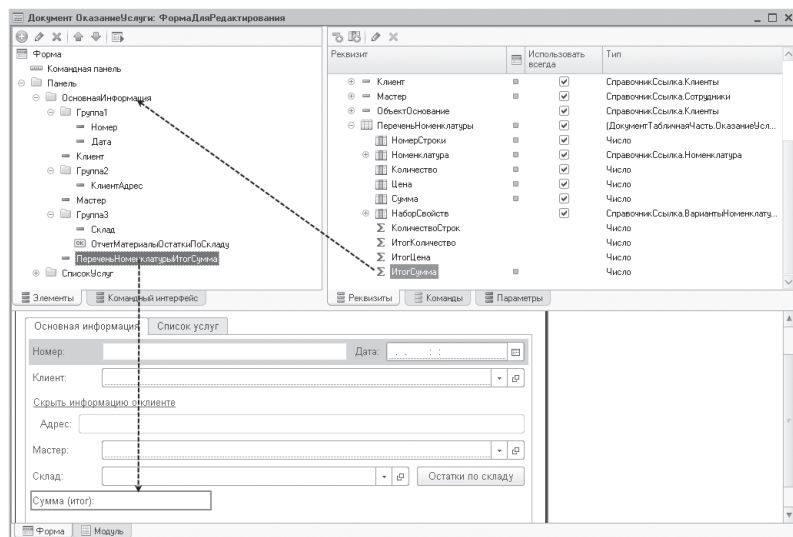 Документ ОказаниеУслуги: ФормаДляРедактирования
Форма
Командная панель
Панель
ОсновнаяИнформация
Группа1
Номер
Дата
Клиент
Группа2
КлиентАдрес
Мастер
Группа3
Склад
ОтчетМатериалыОстаткиПоСкладу
ПереченьНоменклатурыИтогСумма
СписокУслуг
Элементы Командный интерфейс
Реквизит Использовать всегда Тип
Клиент СправочникСсылка.Клиенты
Мастер СправочникСсылка.Сотрудники
ОбъектОснование СправочникСсылка.Клиенты
ПереченьНоменклатуры (ДокументТабличнаяЧасть.ОказаниеУсл...
НомерСтроки Число
Номенклатура СправочникСсылка.Номенклатура
Количество Число
Цена Число
Сумма Число
НаборСвойств СправочникСсылка.ВариантыНоменклату...
КоличествоСтрок Число
ИтогКоличество Число
ИтогЦена Число
ИтогСумма Число
Реквизиты Команды Параметры
Основная информация Список услуг
Номер: Дата: . . : :
Клиент:
Скрыть информацию о клиенте
Адрес:
Мастер:
Склад: Остатки по складу
Сумма (итог):
Форма Модуль